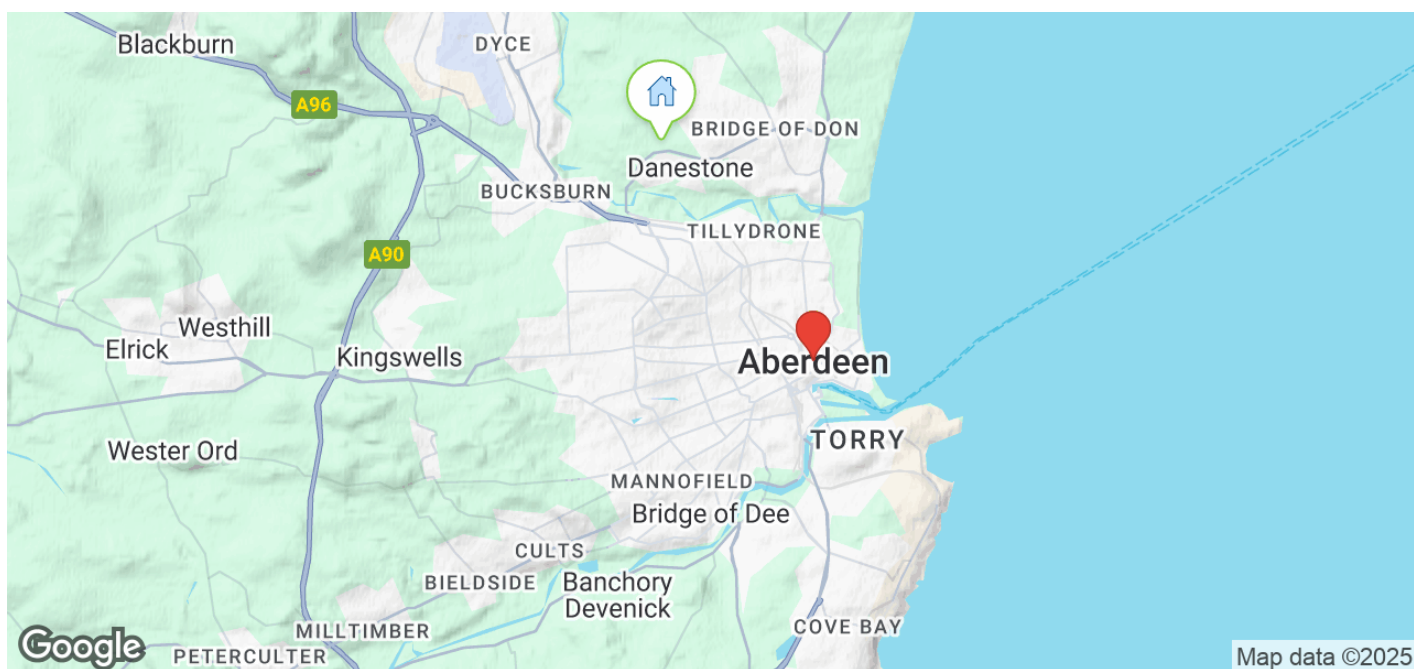 Blackburn
DYCE
A96
BRIDGE OF DON
Danestone
BUCKSBURN
TILLYDRONE
A90
Westhill
Elrick
Kingswells
Aberdeen
TORRY
Wester Ord
MANNOFIELD
Bridge of Dee
CULTS
BIELDSIDE
Banchory
Devenick
MILLTIMBER
COVE BAY
PETERCULTER
Google
Map data ©2025